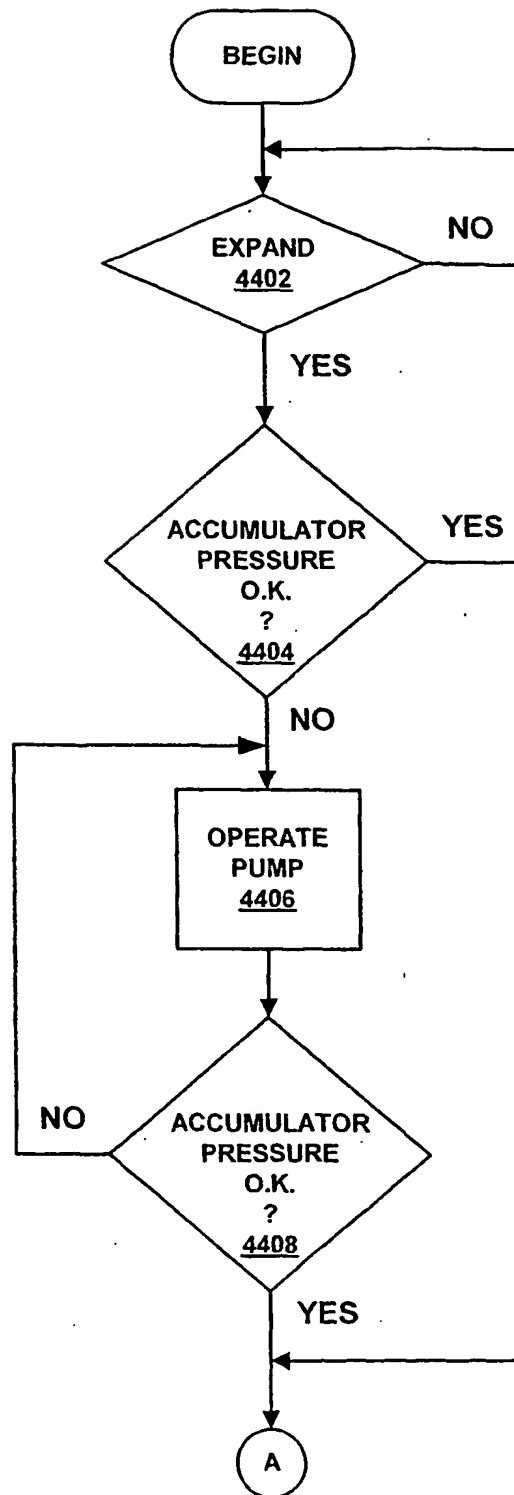 BEGIN
EXPAND
4402
NO
YES
ACCUMULATOR
PRESSURE
O.K.
?
4404
YES
NO
OPERATE
PUMP
4406
ACCUMULATOR
PRESSURE
O.K.
?
4408
NO
YES
A